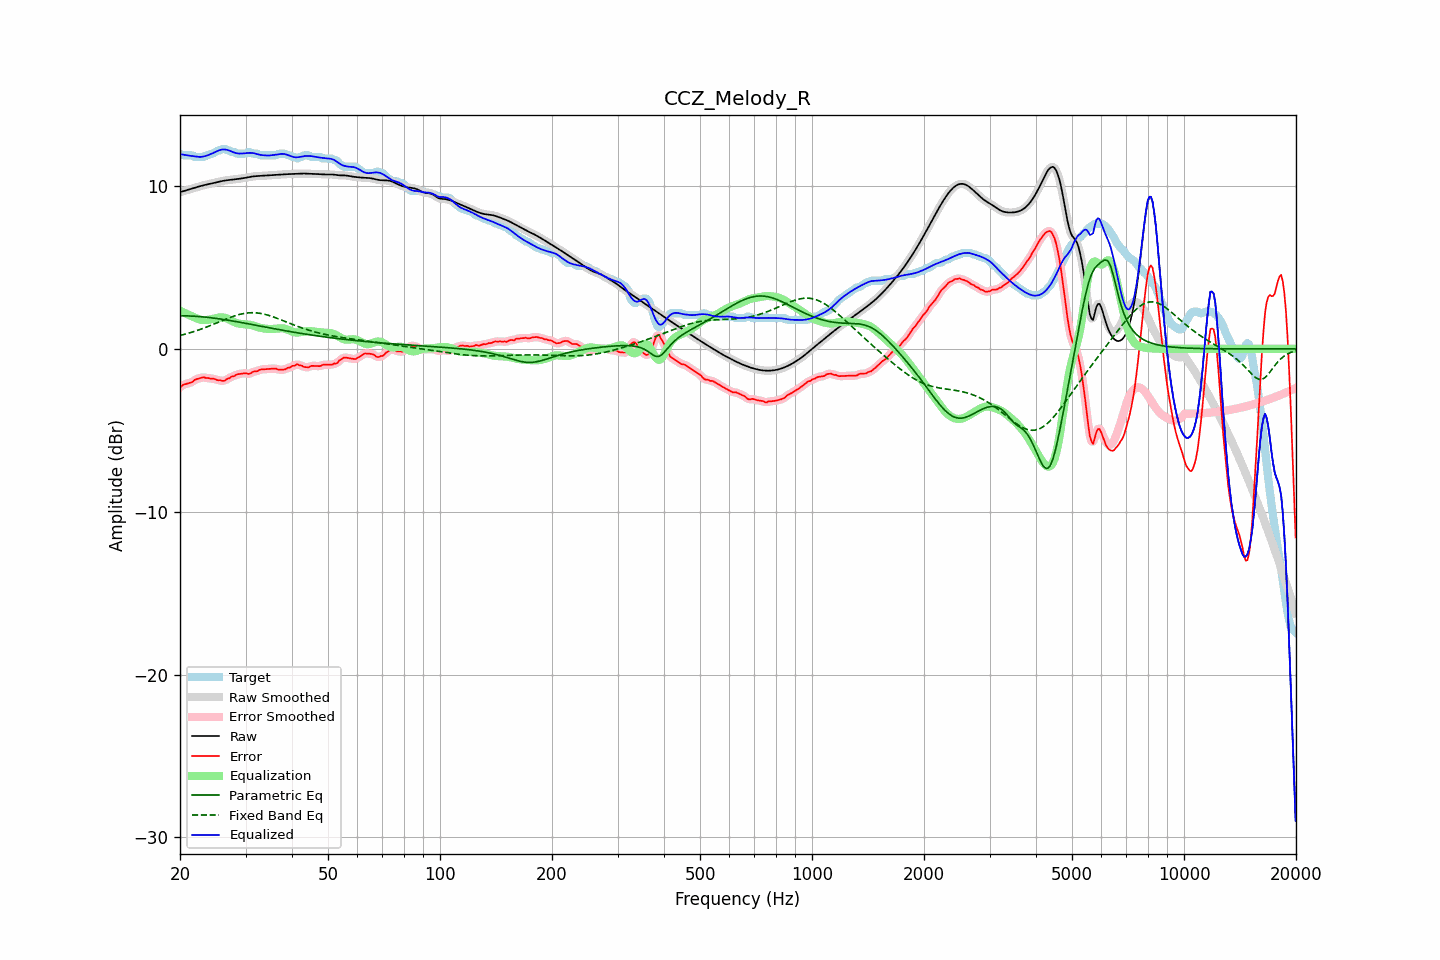 CCZ_Melody_R
Amplitude (dBr)
10
0
−10
−20
−30
Target
Raw Smoothed
Error Smoothed
Raw
Error
Equalization
Parametric Eq
Fixed Band Eq
Equalized
20 50 100 200 500 1000 2000 5000 10000 20000
Frequency (Hz)